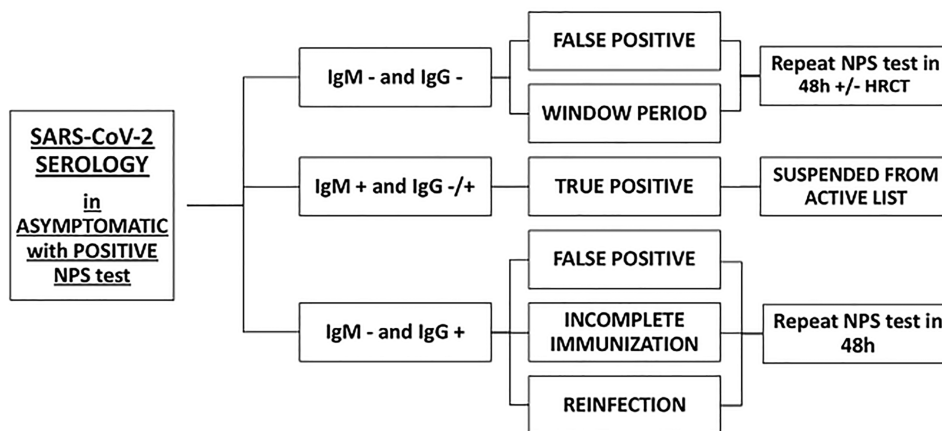 SARS-CoV-2
SEROLOGY
in
ASYMPTOMATIC
with POSITIVE
NPS test
IgM - and IgG -
FALSE POSITIVE
WINDOW PERIOD
Repeat NPS test in
48h +/- HRCT
IgM + and IgG -/+
TRUE POSITIVE
SUSPENDED FROM
ACTIVE LIST
IgM - and IgG +
FALSE POSITIVE
INCOMPLETE
IMMUNIZATION
REINFECTION
Repeat NPS test in
48h